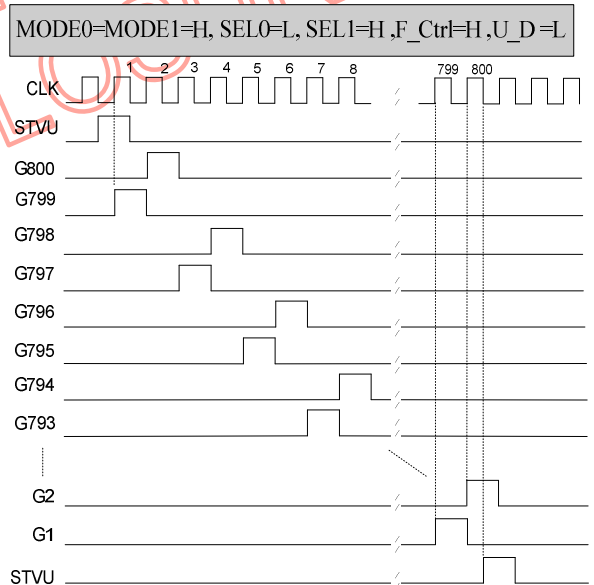 MODE0=MODE1=H, SEL0=L, SEL1=H ,F_Ctrl=H ,U_D =L
1 2 3 4 5 6 7 8 799 800
CLK
STVU
G800
G799
G798
G797
G796
G795
G794
G793
G2
G1
STVU